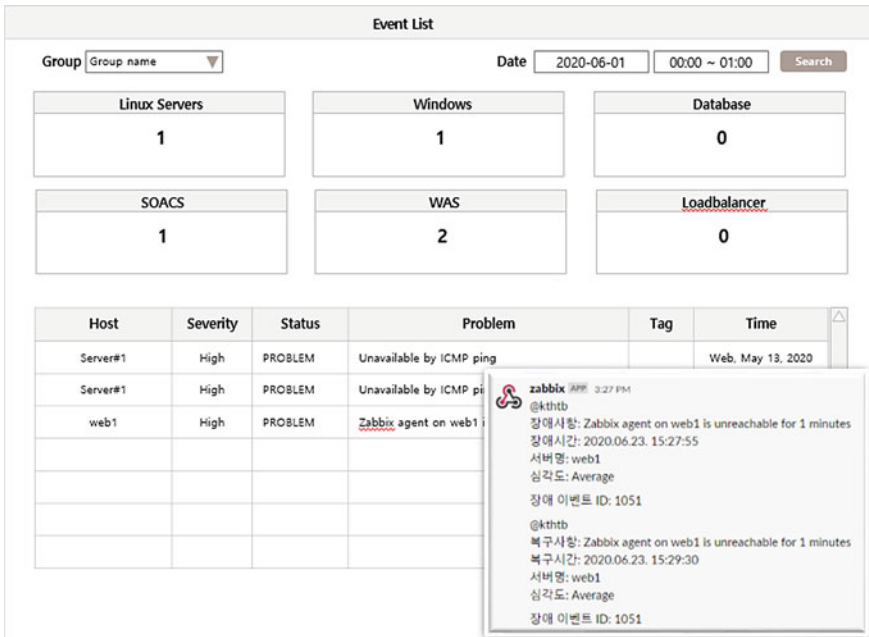 Event List
Group Group name Date 2020-06-01 00:00 ~ 01:00 Search
Linux Servers Windows Database
1 1 0
SOACS WAS Loadbalancer
1 2 0
Host Severity Status Problem Tag Time
Server#1 High PROBLEM Unavailable by ICMP ping Web, May 13, 2020
Server#1 High PROBLEM Unavailable by ICMP pi
web1 High PROBLEM Zabbix agent on web1 i
zabbix APP 3:27 PM
@kthtb
장애사항: Zabbix agent on web1 is unreachable for 1 minutes
장애시간: 2020.06.23. 15:27:55
서버명: web1
심각도: Average
장애 이벤트 ID: 1051
@kthtb
복구사항: Zabbix agent on web1 is unreachable for 1 minutes
복구시간: 2020.06.23. 15:29:30
서버명: web1
심각도: Average
장애 이벤트 ID: 1051